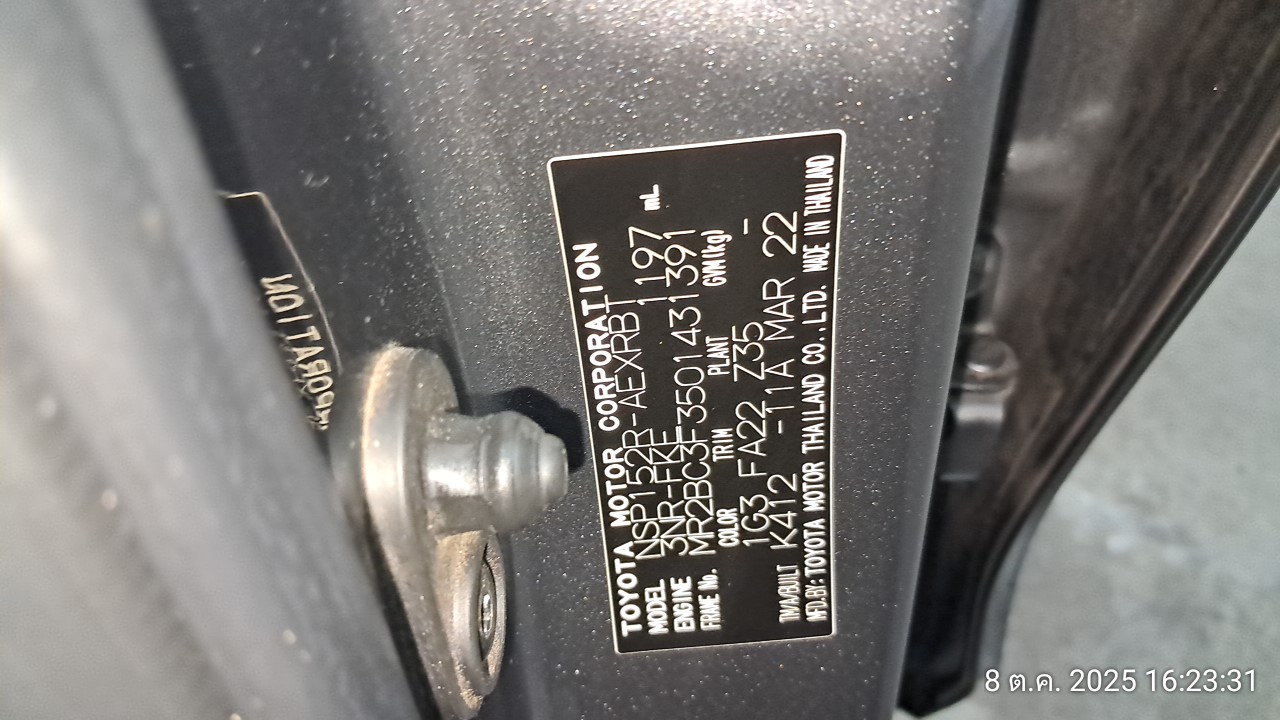 TOYOTA MOTOR CORPORATION
MODEL NSP152R-AEXRBT
ENGINE 3NR-FKE 1197 mL
FRAME No. MR2BC3F3501431391
COLOR TRIM PLANT GVM(kg)
1G3 FA22 Z35 -
T/M/A/BUILT K412 -11A MAR 22
MFD.BY:TOYOTA MOTOR THAILAND CO.,LTD. MADE IN THAILAND
8 ต.ค. 2025 16:23:31